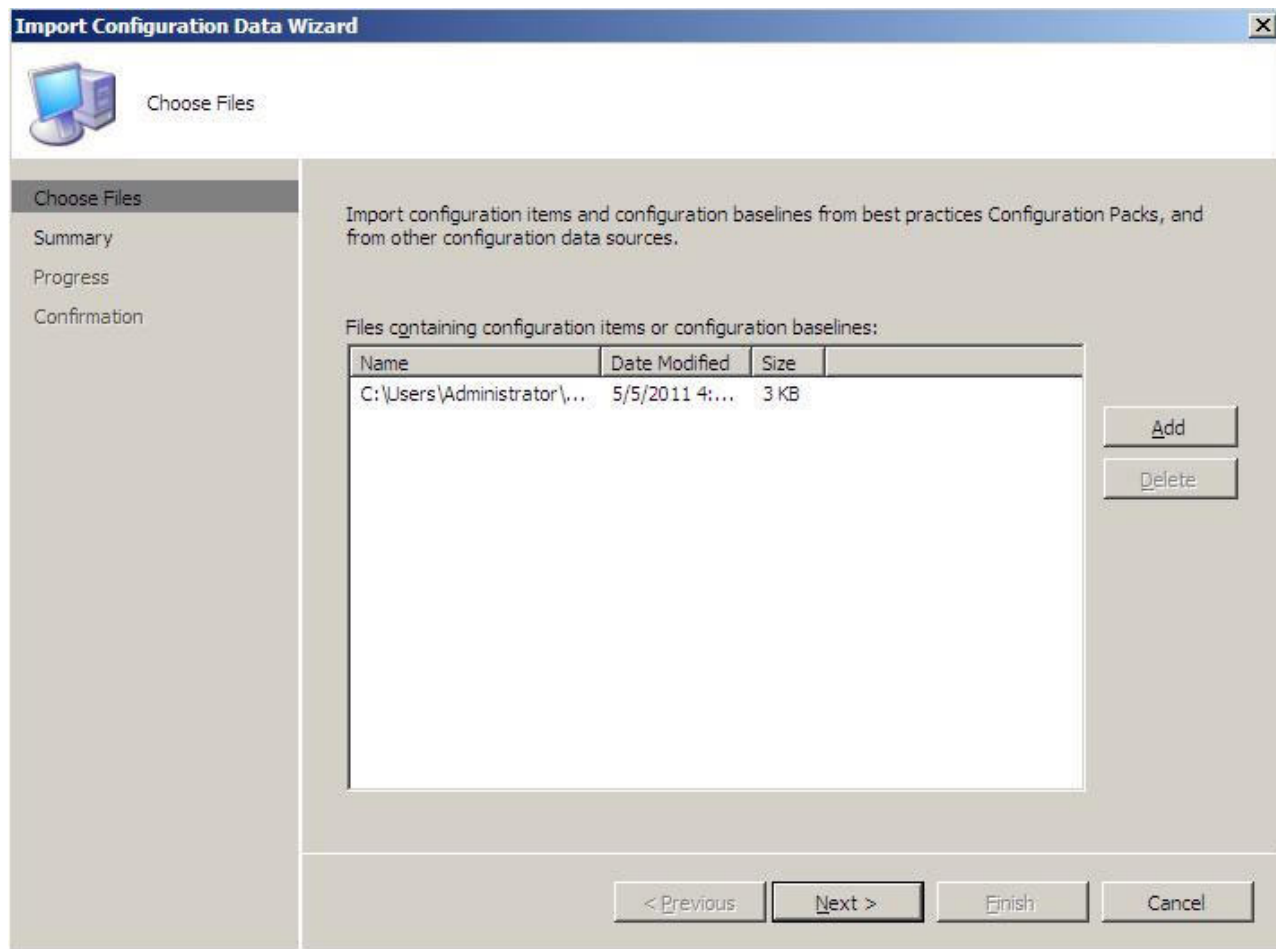 Import Configuration Data Wizard
Choose Files
Choose Files
Summary
Progress
Confirmation
Import configuration items and configuration baselines from best practices Configuration Packs, and
from other configuration data sources.
Files containing configuration items or configuration baselines:
Name Date Modified Size
C:\Users\Administrator\... 5/5/2011 4:... 3 KB
Add
Delete
< Previous Next > Finish Cancel